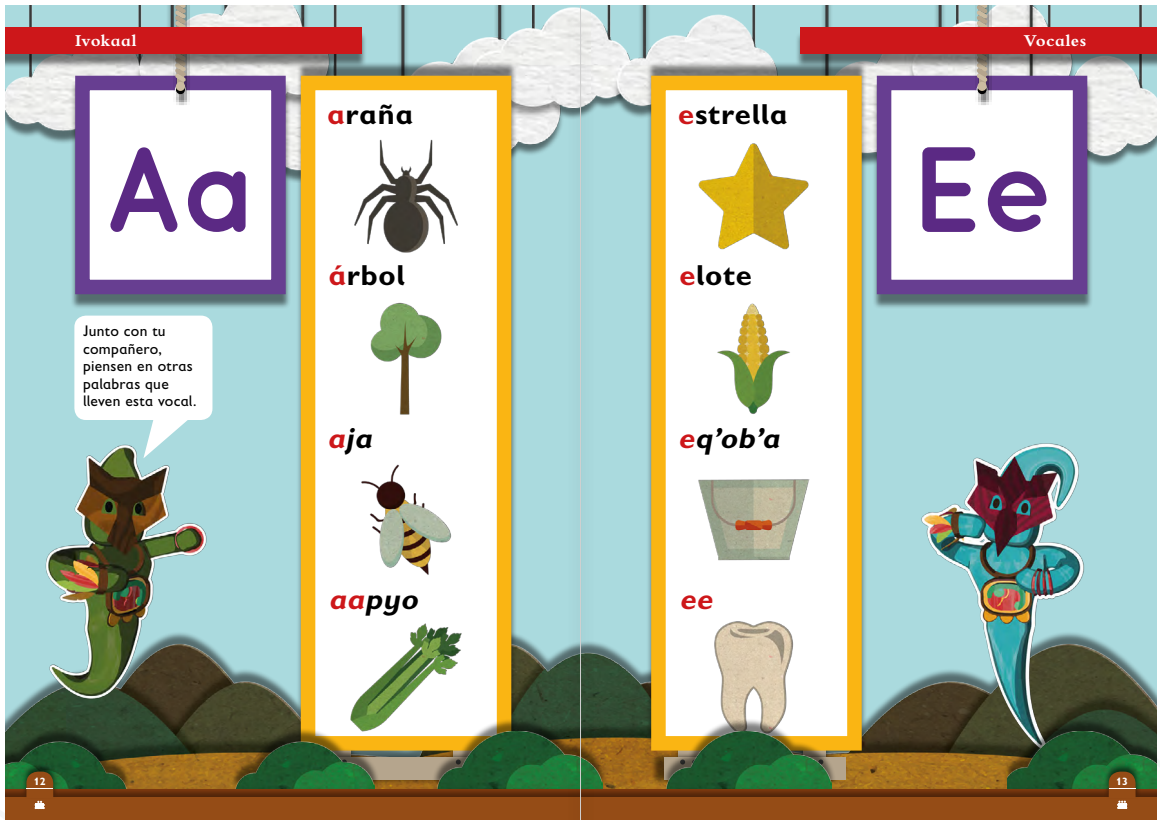 Ivokaal
Aa
araña
árbol
aja
aapyo
Junto con tu
compañero,
piensen en otras
palabras que
lleven esta vocal.
12
Vocales
estrella
elote
eq’ob’a
ee
Ee
13